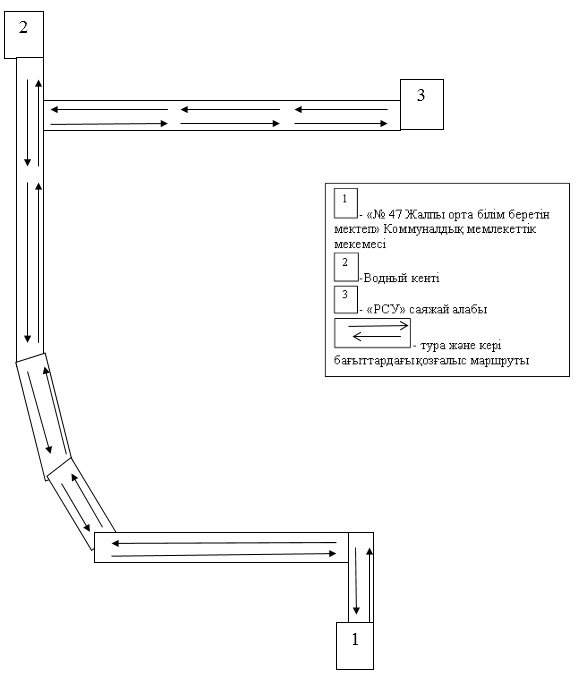 2
3
1
- «№ 47 Жалпы орта білім беретін
мектеп» Коммуналдық мемлекеттік
мекемесі
2
-Водный кенті
3
- «РСУ» саяжай алабы
- тура және кері
бағыттардағы қозғалыс маршруты
1